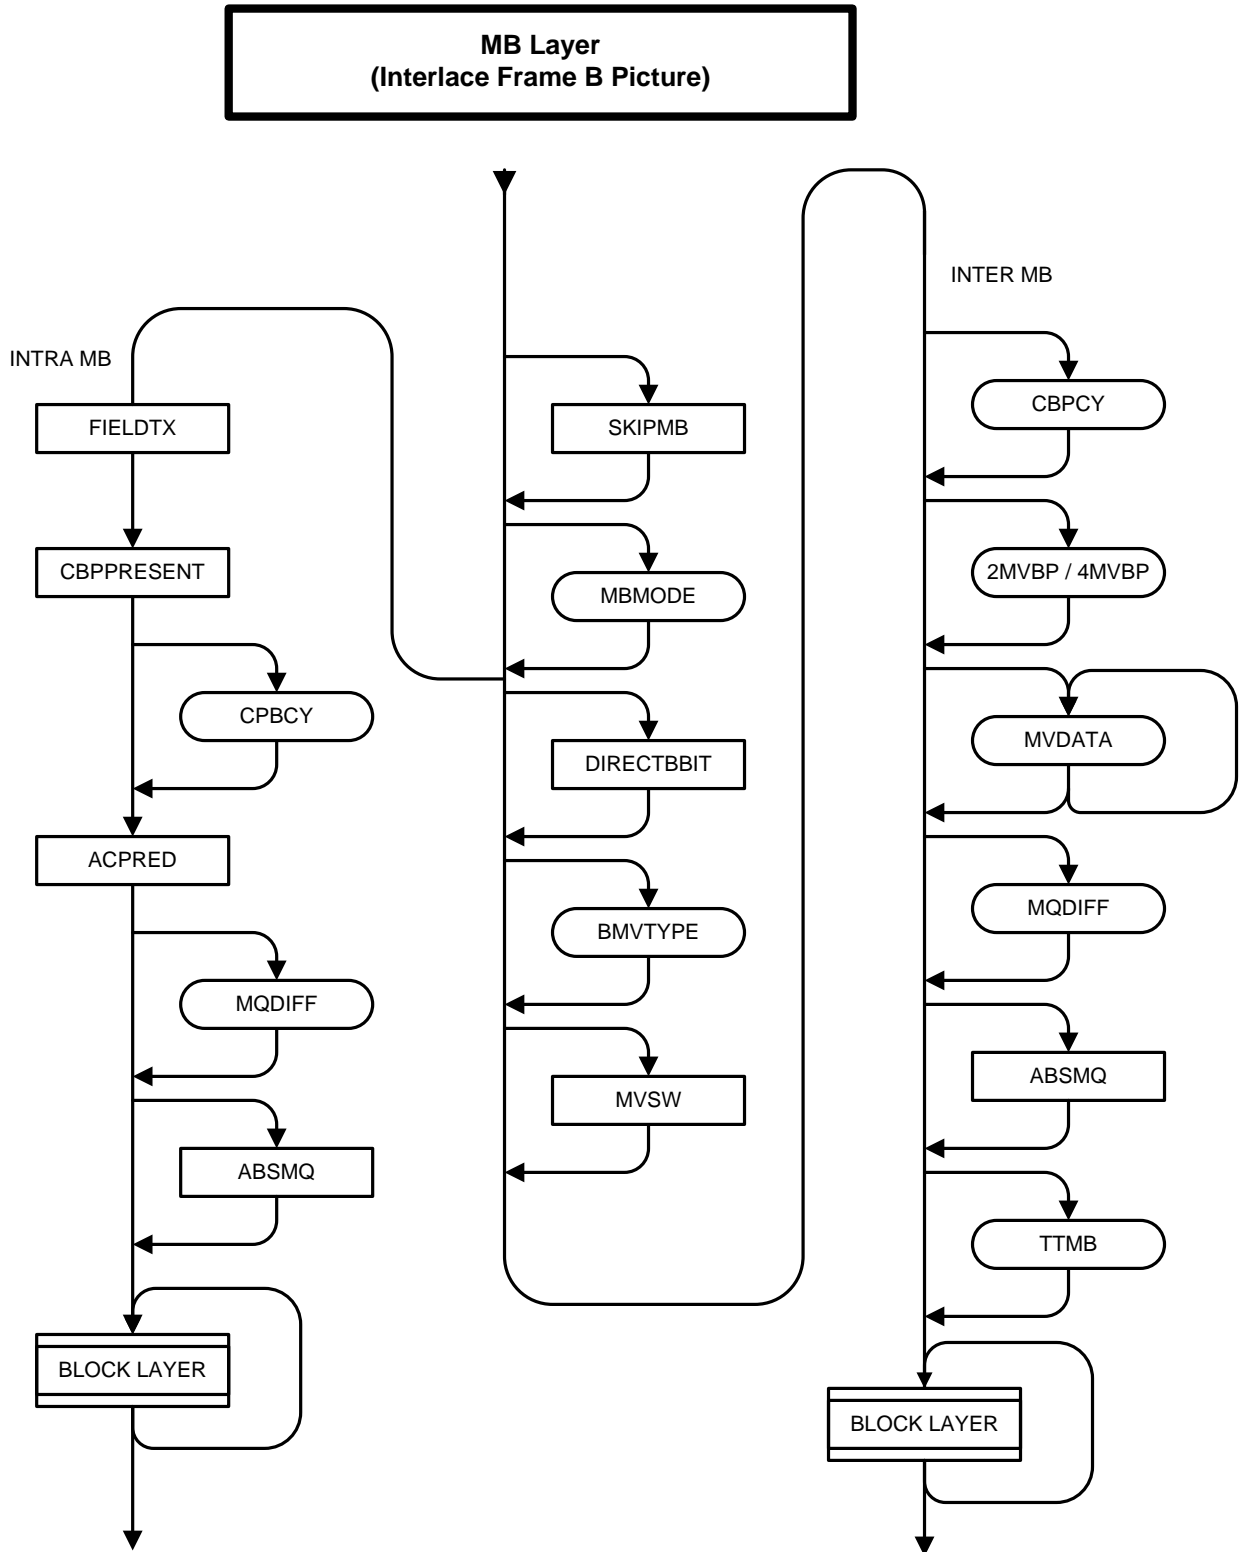 MB Layer
(Interlace Frame B Picture)
INTRA MB
FIELDTX
CBPPRESENT
CPBCY
ACPRED
MQDIFF
ABSMQ
BLOCK LAYER
SKIPMB
MBMODE
DIRECTBBIT
BMVTYPE
MVSW
INTER MB
CBPCY
2MVBP / 4MVBP
MVDATA
MQDIFF
ABSMQ
TTMB
BLOCK LAYER